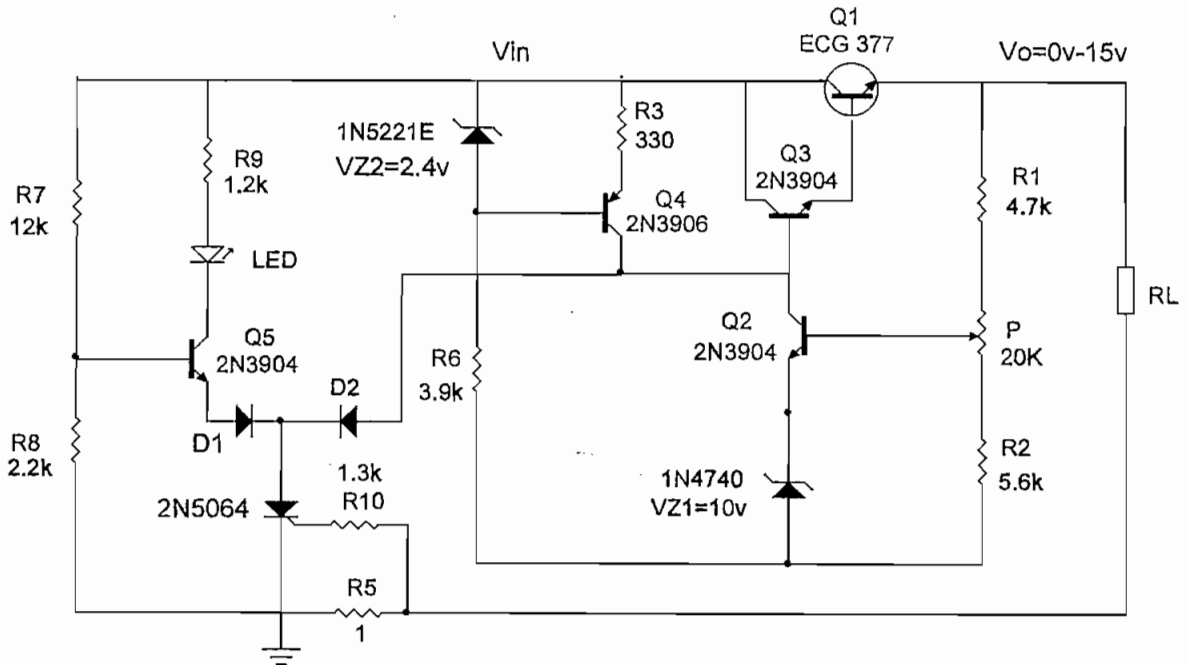 Q1
ECG 377
Vin
Vo=0v-15v
R3
330
1N5221E
VZ2=2.4v
R9
1.2k
Q3
2N3904
R7
12k
Q4
2N3906
R1
4.7k
LED
RL
Q5
2N3904
Q2
2N3904
P
20K
R6
3.9k
D2
D1
R8
2.2k
1.3k
R10
1N4740
VZ1=10v
R2
5.6k
2N5064
R5
1